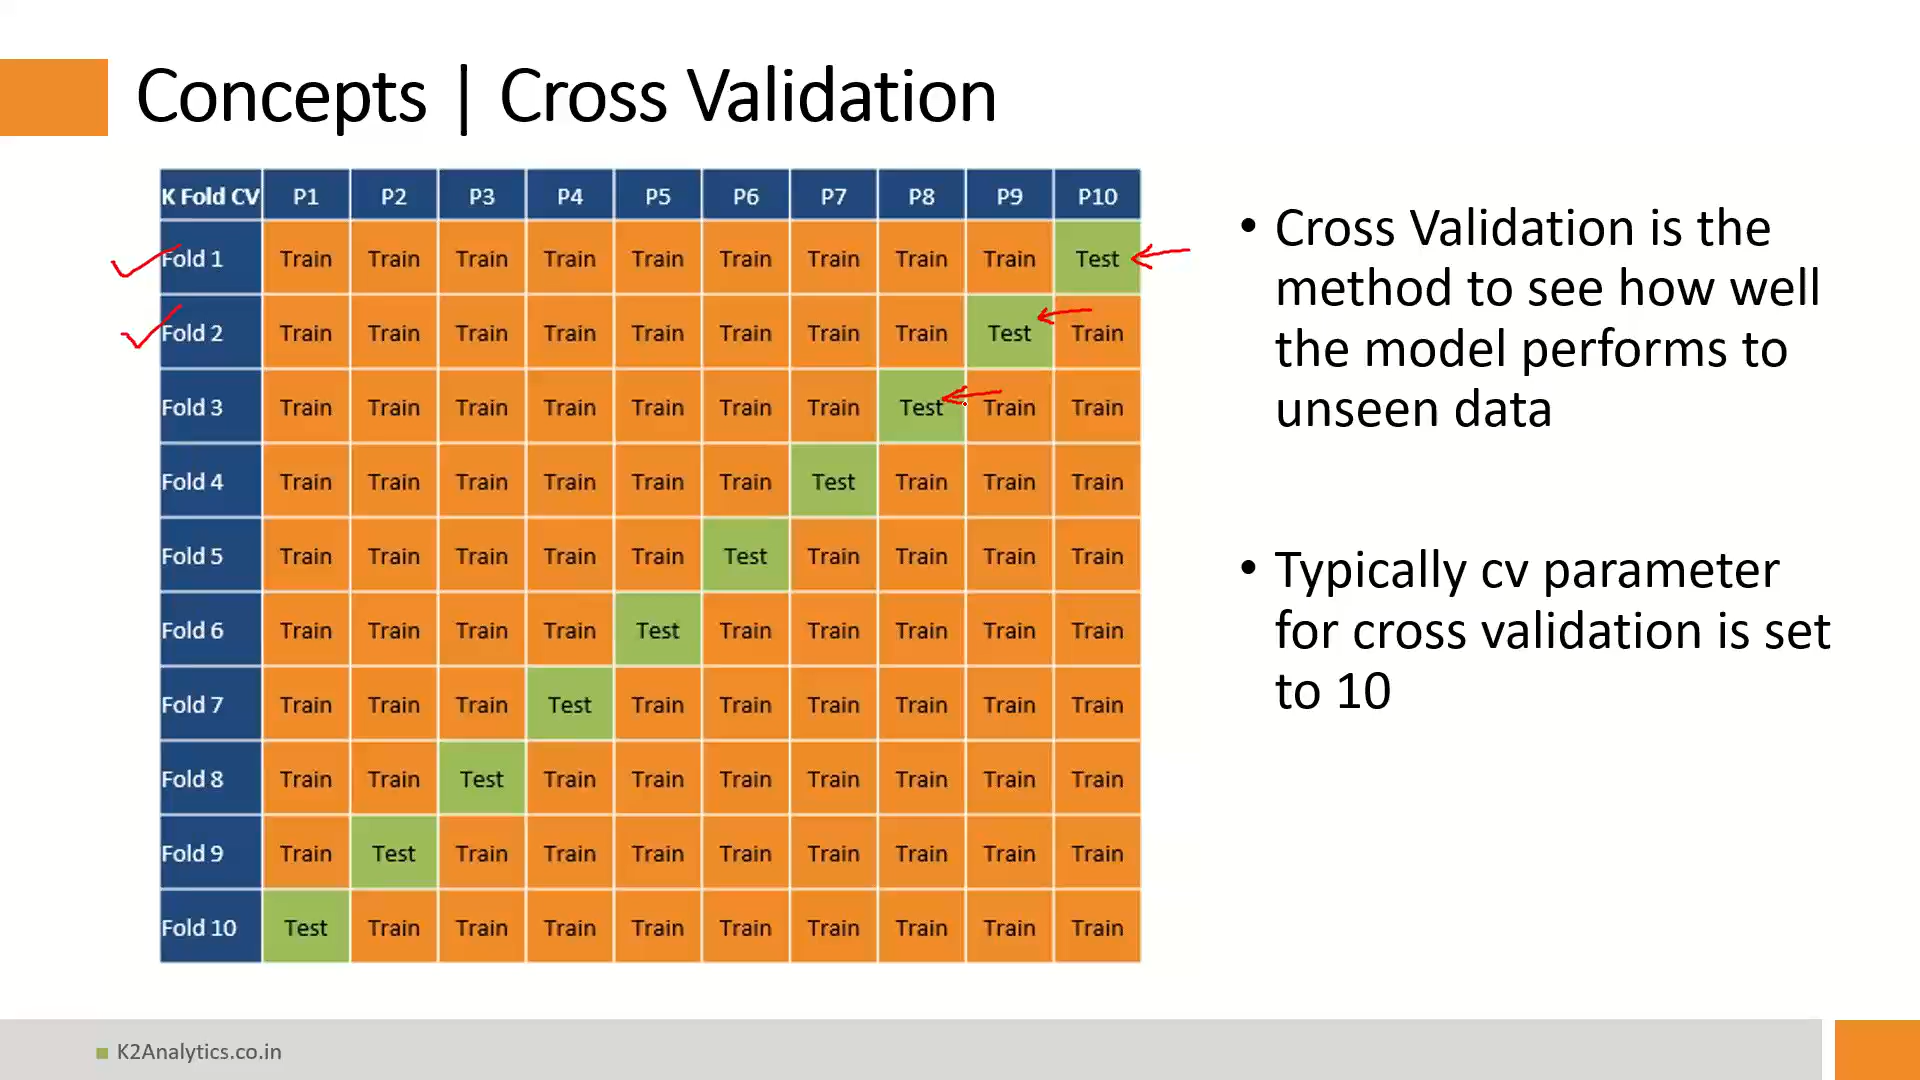 Concepts | Cross Validation
K Fold CV P1 P2 P3 P4 P5 P6 P7 P8 P9 P10
Fold 1 Train Train Train Train Train Train Train Train Train Test
Fold 2 Train Train Train Train Train Train Train Train Test Train
Fold 3 Train Train Train Train Train Train Train Test Train Train
Fold 4 Train Train Train Train Train Train Test Train Train Train
Fold 5 Train Train Train Train Train Test Train Train Train Train
Fold 6 Train Train Train Train Test Train Train Train Train Train
Fold 7 Train Train Train Test Train Train Train Train Train Train
Fold 8 Train Train Test Train Train Train Train Train Train Train
Fold 9 Train Test Train Train Train Train Train Train Train Train
Fold 10 Test Train Train Train Train Train Train Train Train Train
• Cross Validation is the
method to see how well
the model performs to
unseen data
• Typically cv parameter
for cross validation is set
to 10
K2Analytics.co.in